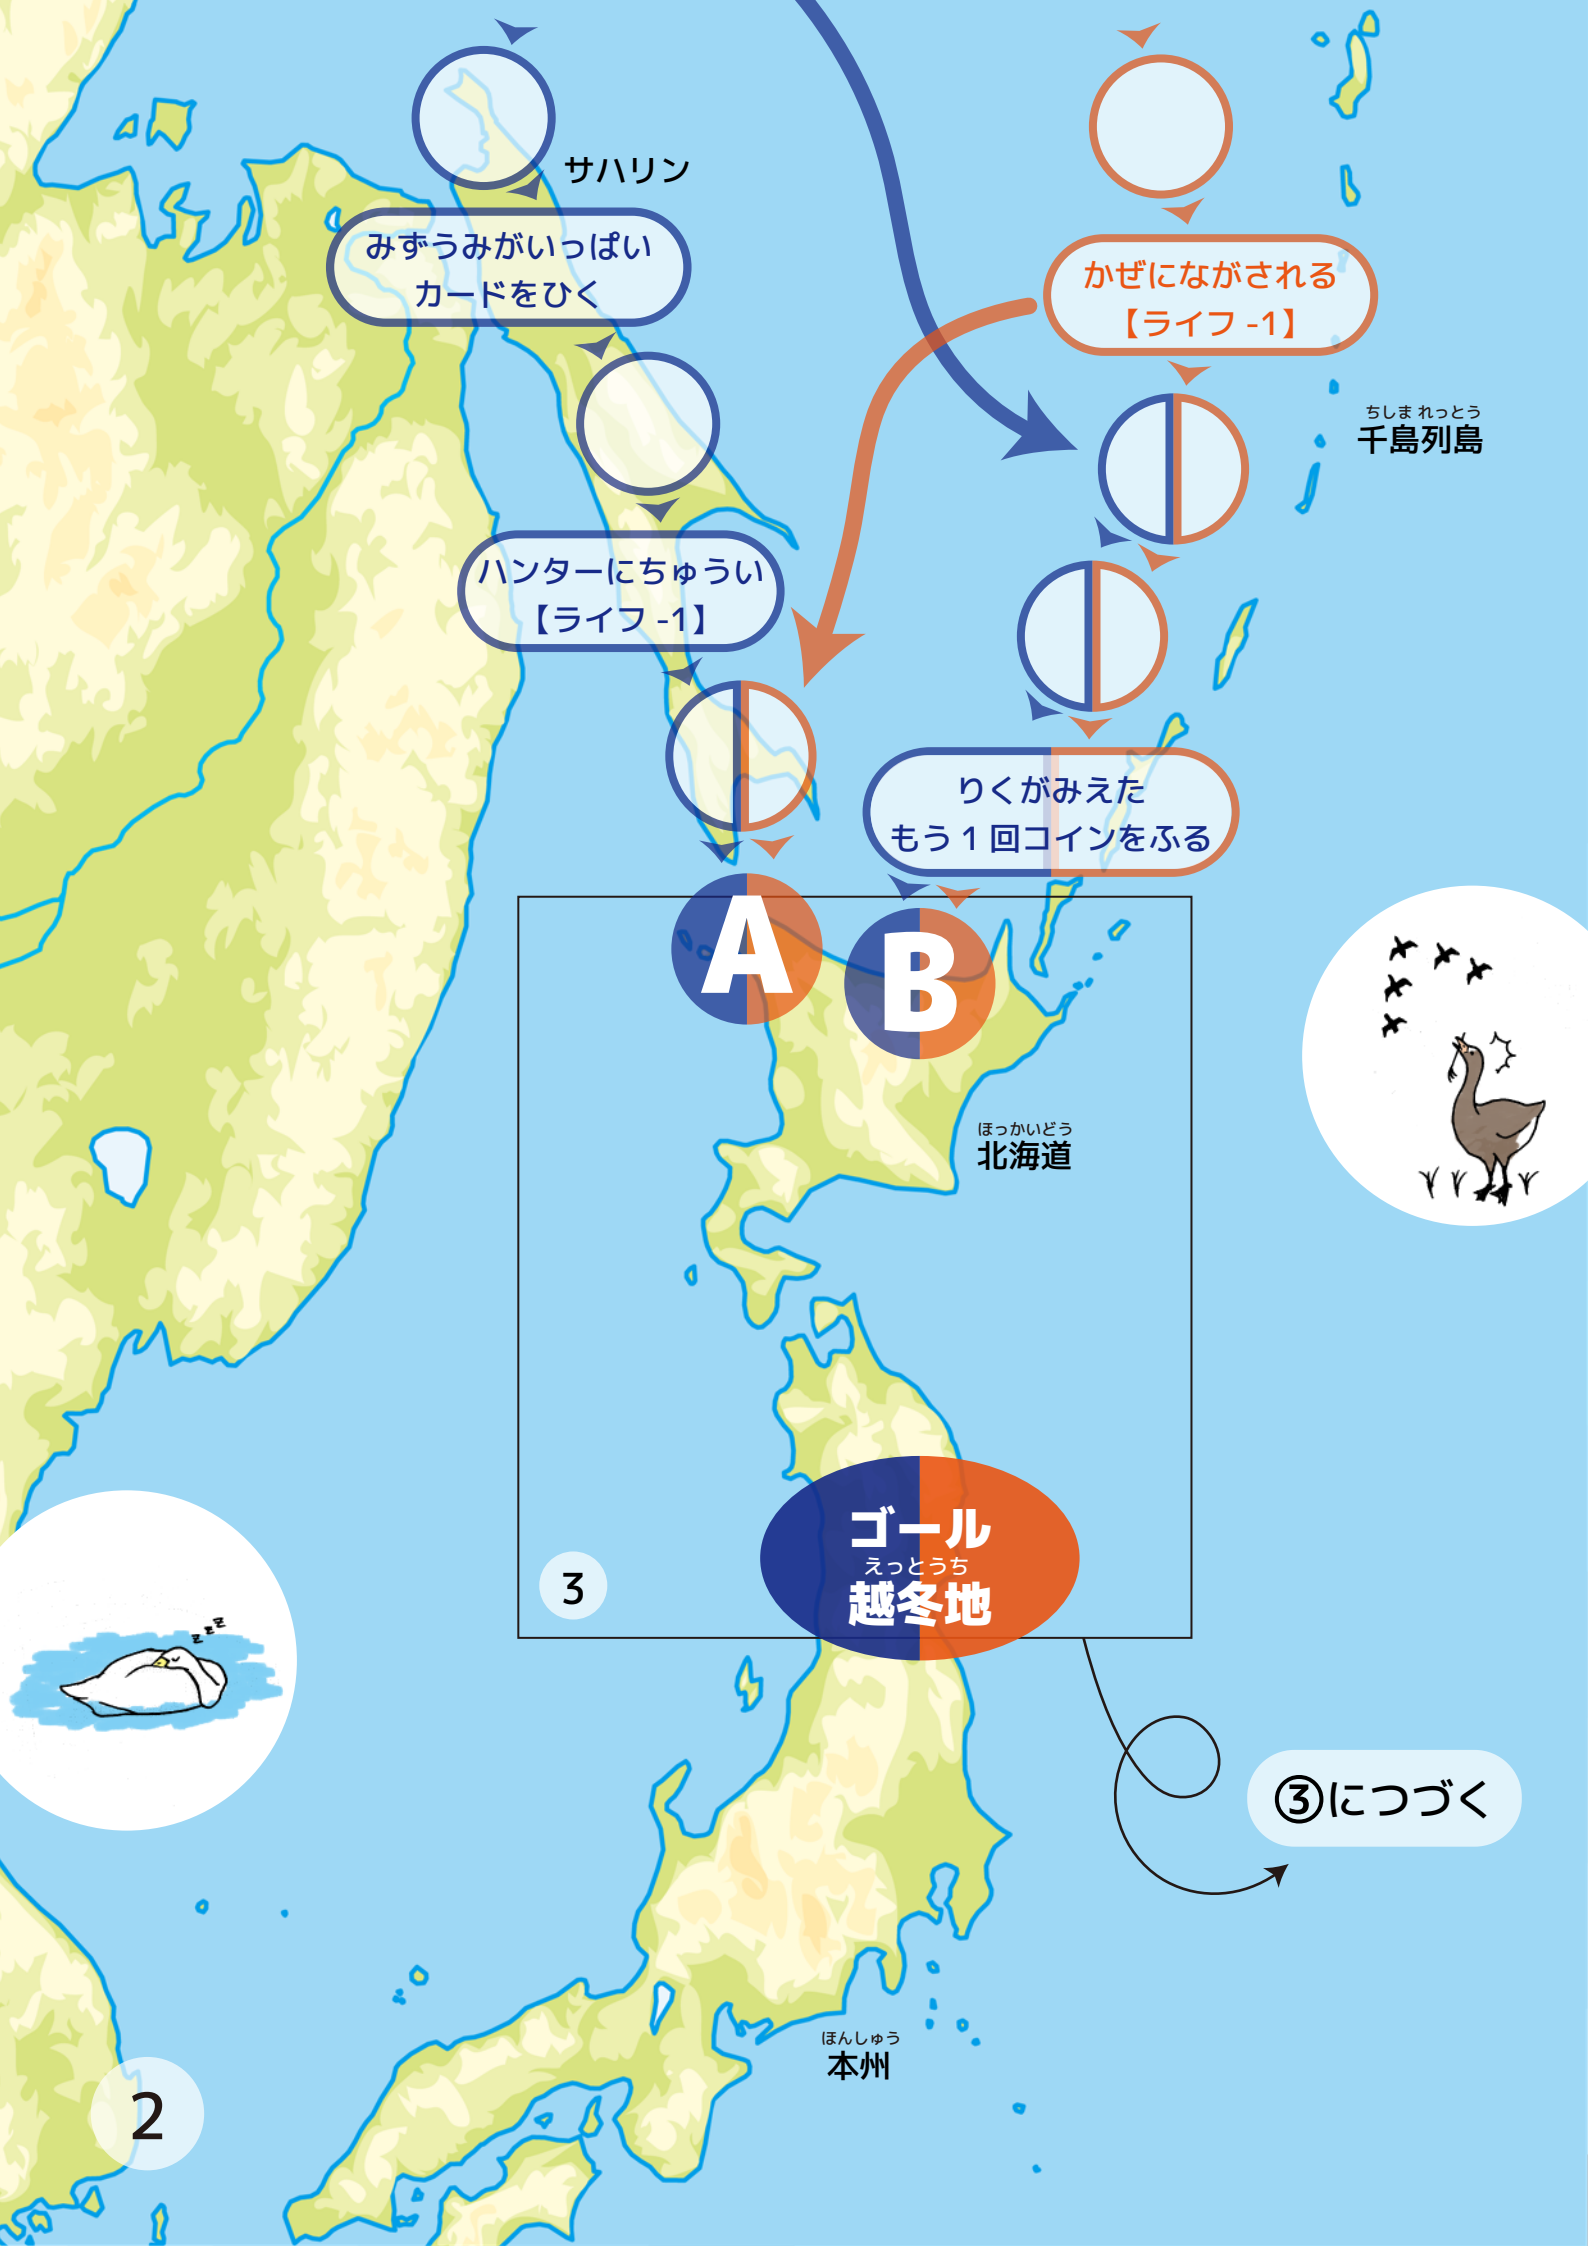 サハリン
みずうみがいっぱい
カードをひく
かぜにながされる
【ライフ -1】
ちしま れっとう
千島列島
ハンターにちゅうい
【ライフ -1】
りくがみえた
もう 1 回コインをふる
A
B
ほっかいどう
北海道
ゴール
えっとうち
越冬地
3
z z z
③につづく
ほんしゅう
本州
2